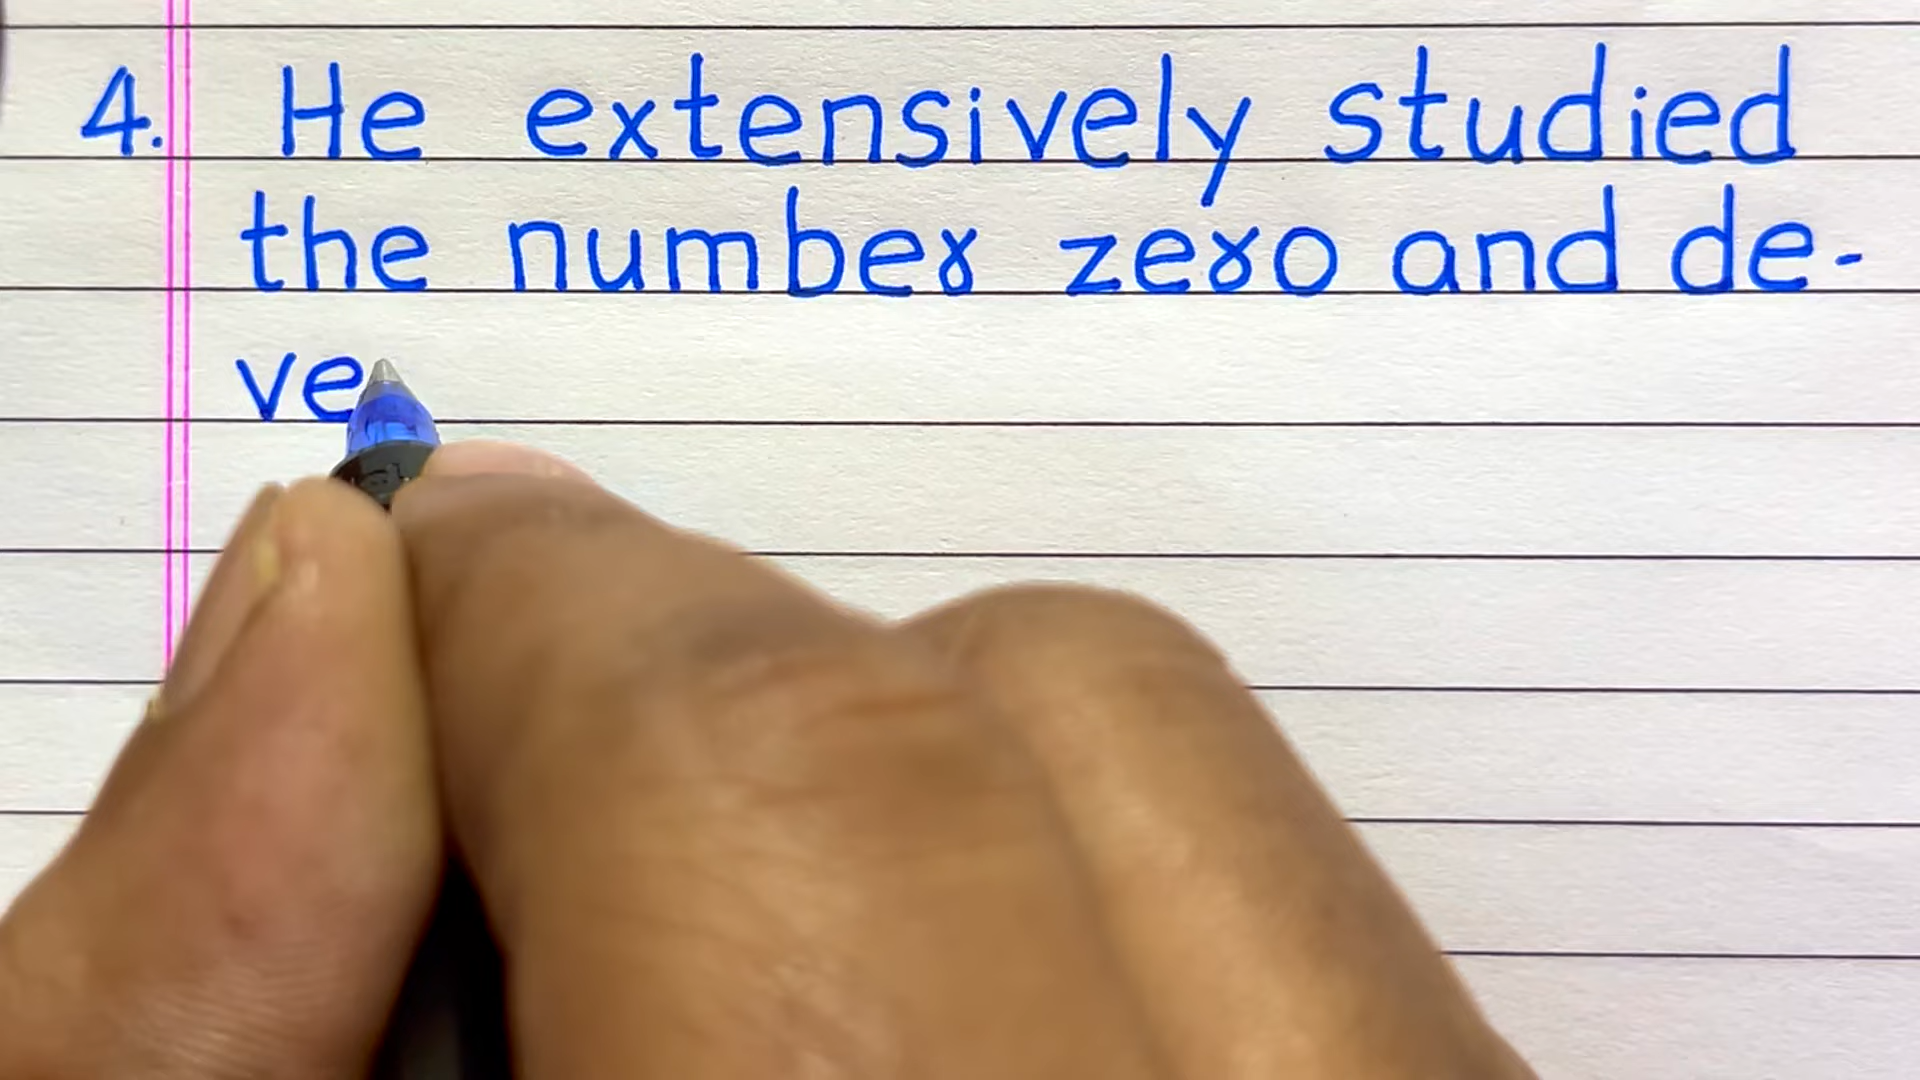 4. He extensively studied
the number zero and de-
ve